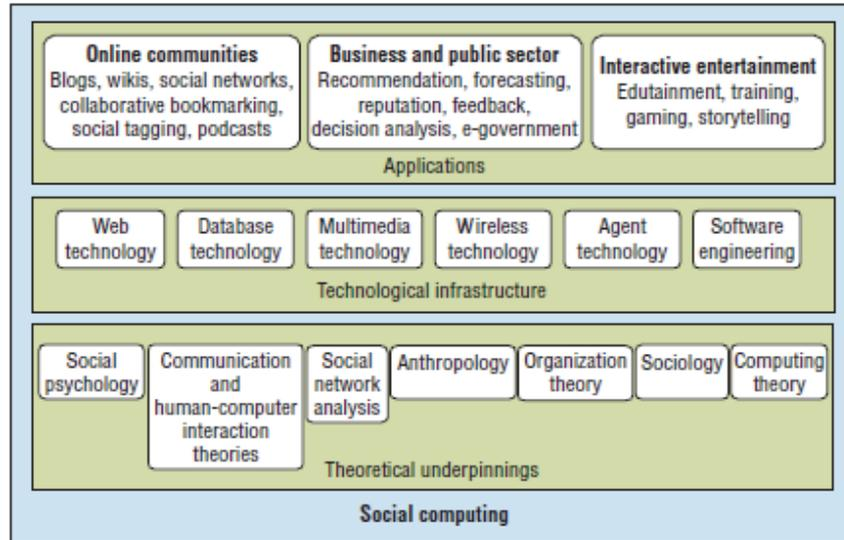 Online communities
Blogs, wikis, social networks,
collaborative bookmarking,
social tagging, podcasts
Business and public sector
Recommendation, forecasting,
reputation, feedback,
decision analysis, e-government
Interactive entertainment
Edutainment, training,
gaming, storytelling
Applications
Web
technology
Database
technology
Multimedia
technology
Wireless
technology
Agent
technology
Software
engineering
Technological infrastructure
Social
psychology
Communication
and
human-computer
interaction
theories
Social
network
analysis
Anthropology
Organization
theory
Sociology
Computing
theory
Theoretical underpinnings
Social computing